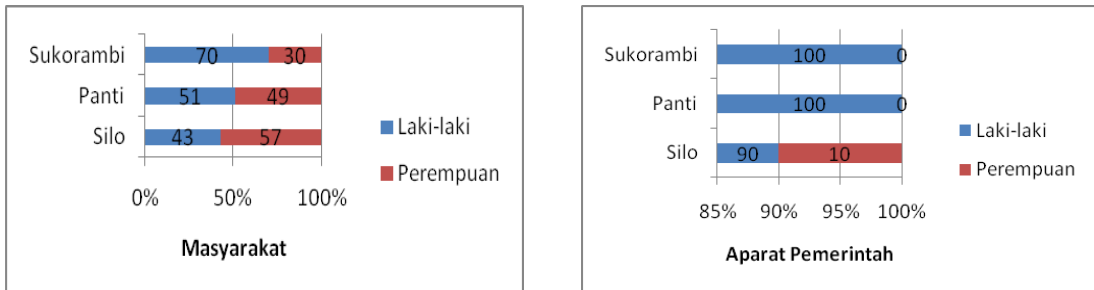 Sukorambi 70 30
Panti 51 49
Silo 43 57
Laki-laki
Perempuan
0% 50% 100%
Masyarakat
Sukorambi 100 0
Panti 100 0
Silo 90 10
Laki-laki
Perempuan
85% 90% 95% 100%
Aparat Pemerintah